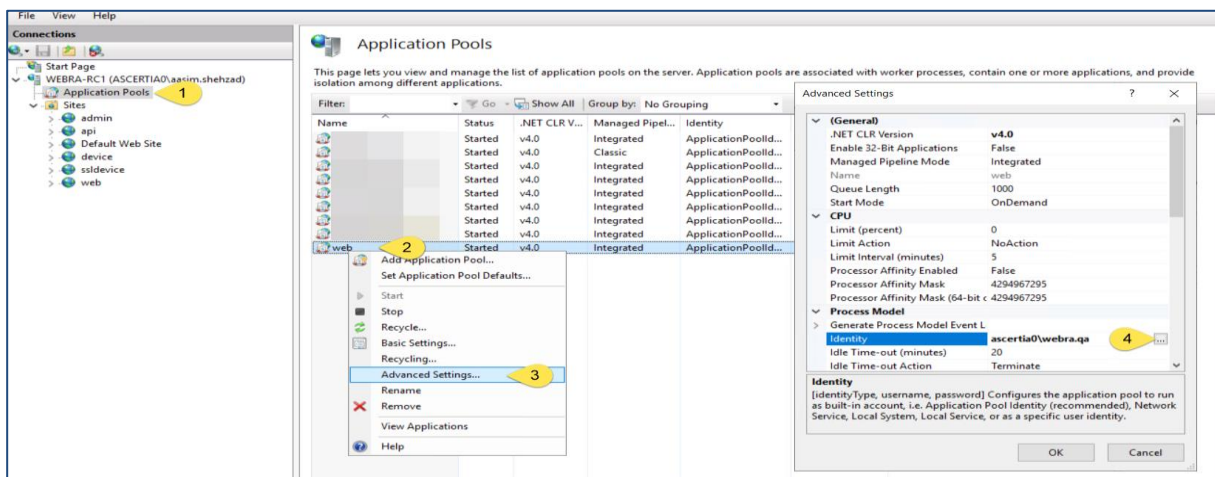 File View Help
Connections
Start Page
WEBRA-RC1 (ASCERTIA0\aasim.shehzad)
Application Pools 1
Sites
admin
api
Default Web Site
device
ssldevice
web
Application Pools
This page lets you view and manage the list of application pools on the server. Application pools are associated with worker processes, contain one or more applications, and provide
isolation among different applications.
Filter: Go Show All Group by: No Grouping
Name Status .NET CLR V... Managed Pipel... Identity
Started v4.0 Integrated ApplicationPoolId...
Started v4.0 Classic ApplicationPoolId...
Started v4.0 Integrated ApplicationPoolId...
Started v4.0 Integrated ApplicationPoolId...
Started v4.0 Integrated ApplicationPoolId...
Started v4.0 Integrated ApplicationPoolId...
Started v4.0 Integrated ApplicationPoolId...
Started v4.0 Integrated ApplicationPoolId...
web 2 Started v4.0 Integrated ApplicationPoolId...
Add Application Pool...
Set Application Pool Defaults...
Start
Stop
Recycle...
Basic Settings...
Recycling...
Advanced Settings... 3
Rename
Remove
View Applications
Help
Advanced Settings ? ×
(General)
.NET CLR Version v4.0
Enable 32-Bit Applications False
Managed Pipeline Mode Integrated
Name web
Queue Length 1000
Start Mode OnDemand
CPU
Limit (percent) 0
Limit Action NoAction
Limit Interval (minutes) 5
Processor Affinity Enabled False
Processor Affinity Mask 4294967295
Processor Affinity Mask (64-bit c 4294967295
Process Model
Generate Process Model Event L
Identity ascertia0\webra.qa 4 ...
Idle Time-out (minutes) 20
Idle Time-out Action Terminate
Identity
[identityType, username, password] Configures the application pool to run
as built-in account, i.e. Application Pool Identity (recommended), Network
Service, Local System, Local Service, or as a specific user identity.
OK Cancel